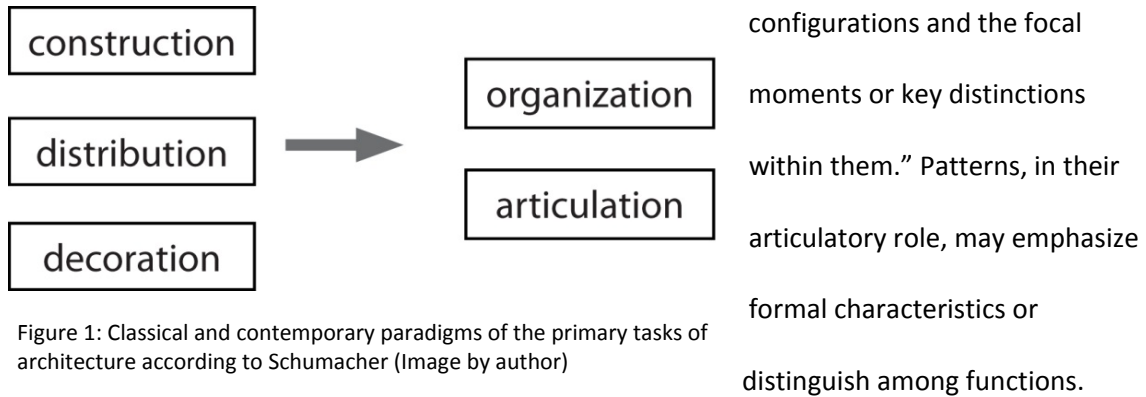 construction
distribution
decoration
organization
articulation
Figure 1: Classical and contemporary paradigms of the primary tasks of
architecture according to Schumacher (Image by author)
configurations and the focal
moments or key distinctions
within them.” Patterns, in their
articulatory role, may emphasize
formal characteristics or
distinguish among functions.